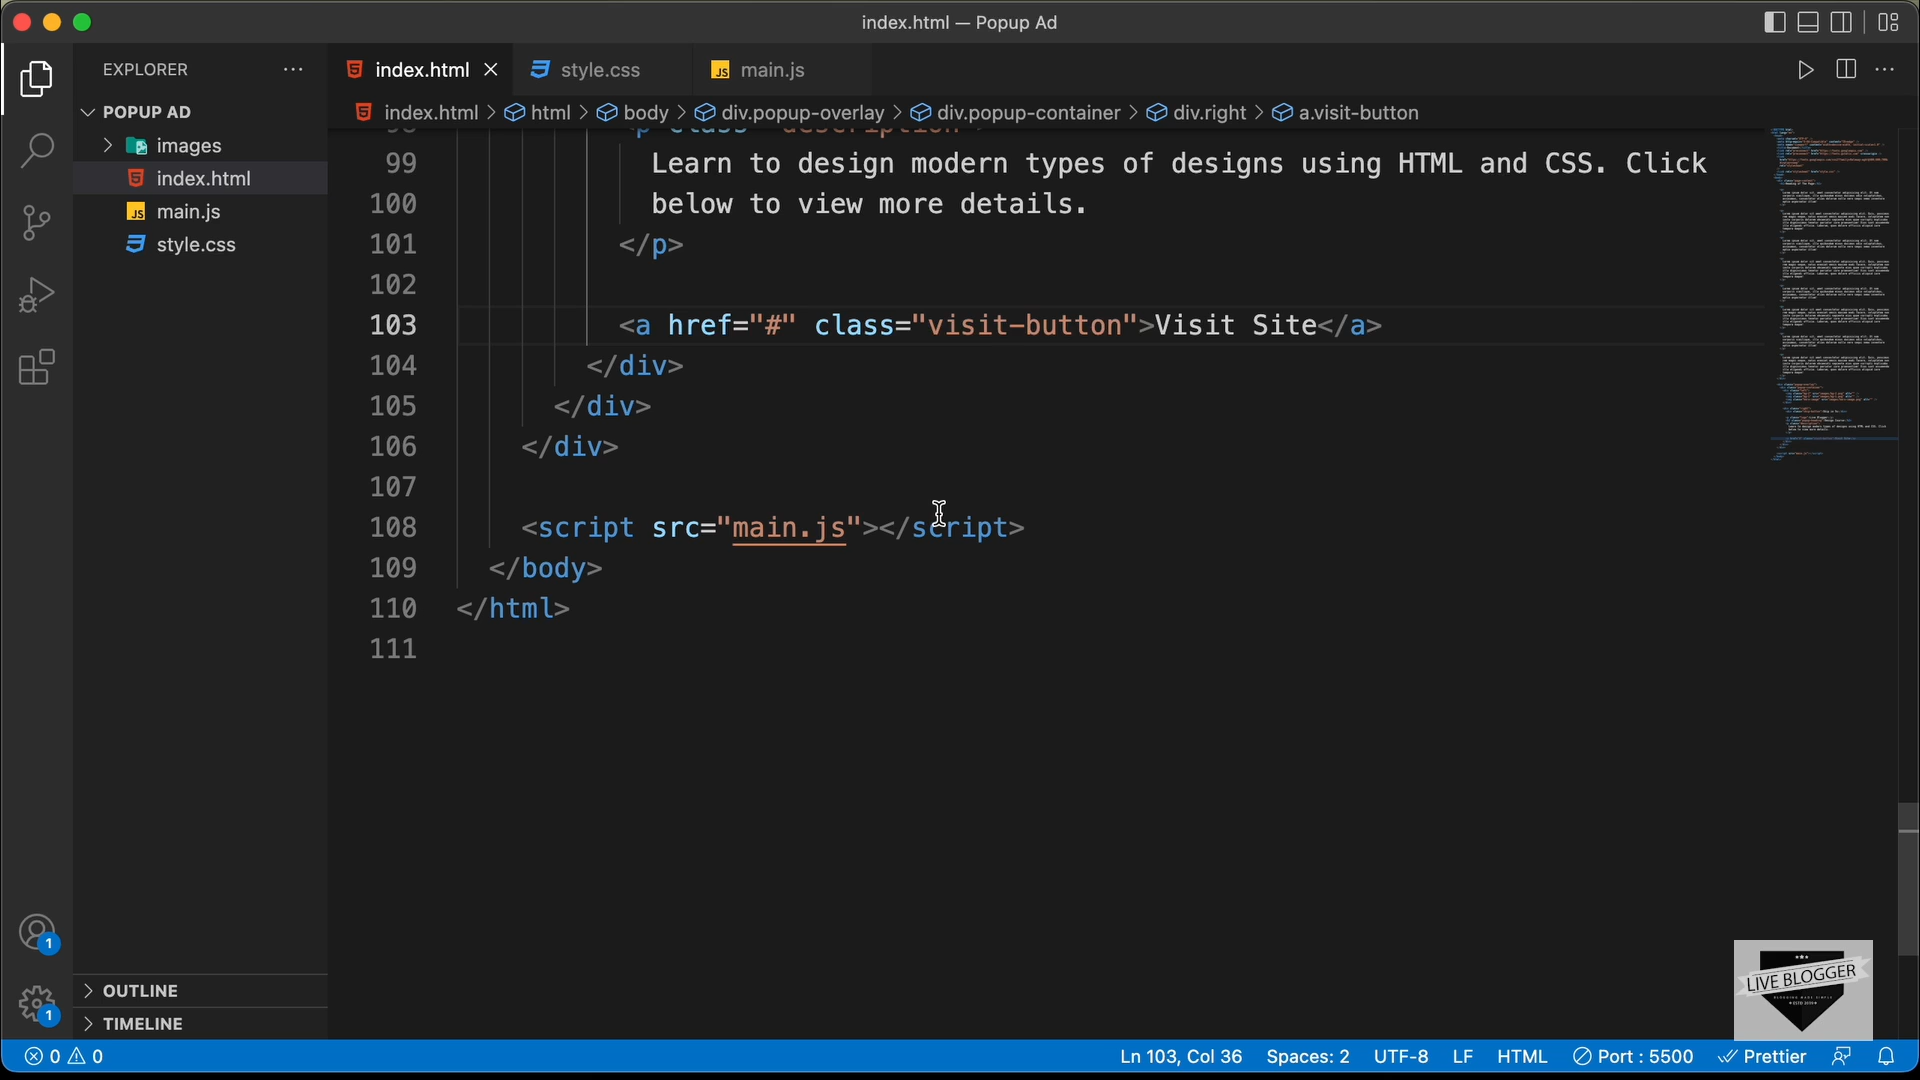 index.html — Popup Ad
EXPLORER
index.html
style.css
JS main.js
POPUP AD
index.html > html > body > div.popup-overlay > div.popup-container > div.right > a.visit-button
images
index.html
JS main.js
style.css
99 Learn to design modern types of designs using HTML and CSS. Click
100 below to view more details.
101 </p>
102
103 <a href="#" class="visit-button">Visit Site</a>
104 </div>
105 </div>
106 </div>
107
108 <script src="main.js"></script>
109 </body>
110 </html>
111
1
1
OUTLINE
TIMELINE
LIVE BLOGGER
0 0
Ln 103, Col 36
Spaces: 2
UTF-8
LF
HTML
Port : 5500
Prettier